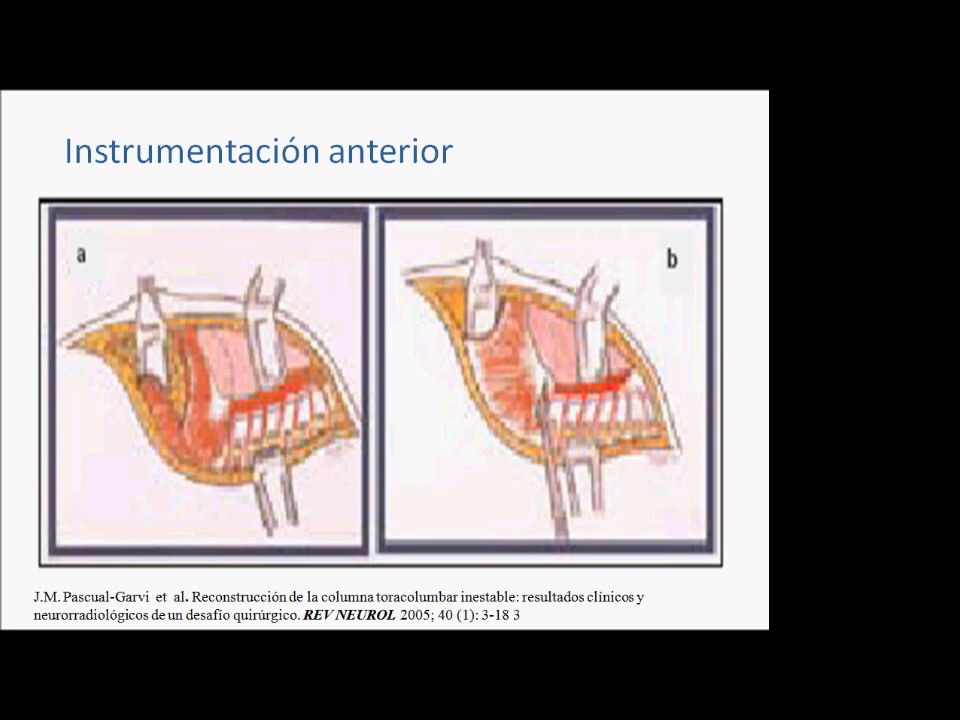 Instrumentación anterior
a
b
J.M. Pascual-Garvi et al. Reconstrucción de la columna toracolumbar inestable: resultados clínicos y
neurorradiológicos de un desafío quirúrgico. REV NEUROL 2005; 40 (1): 3-18 3